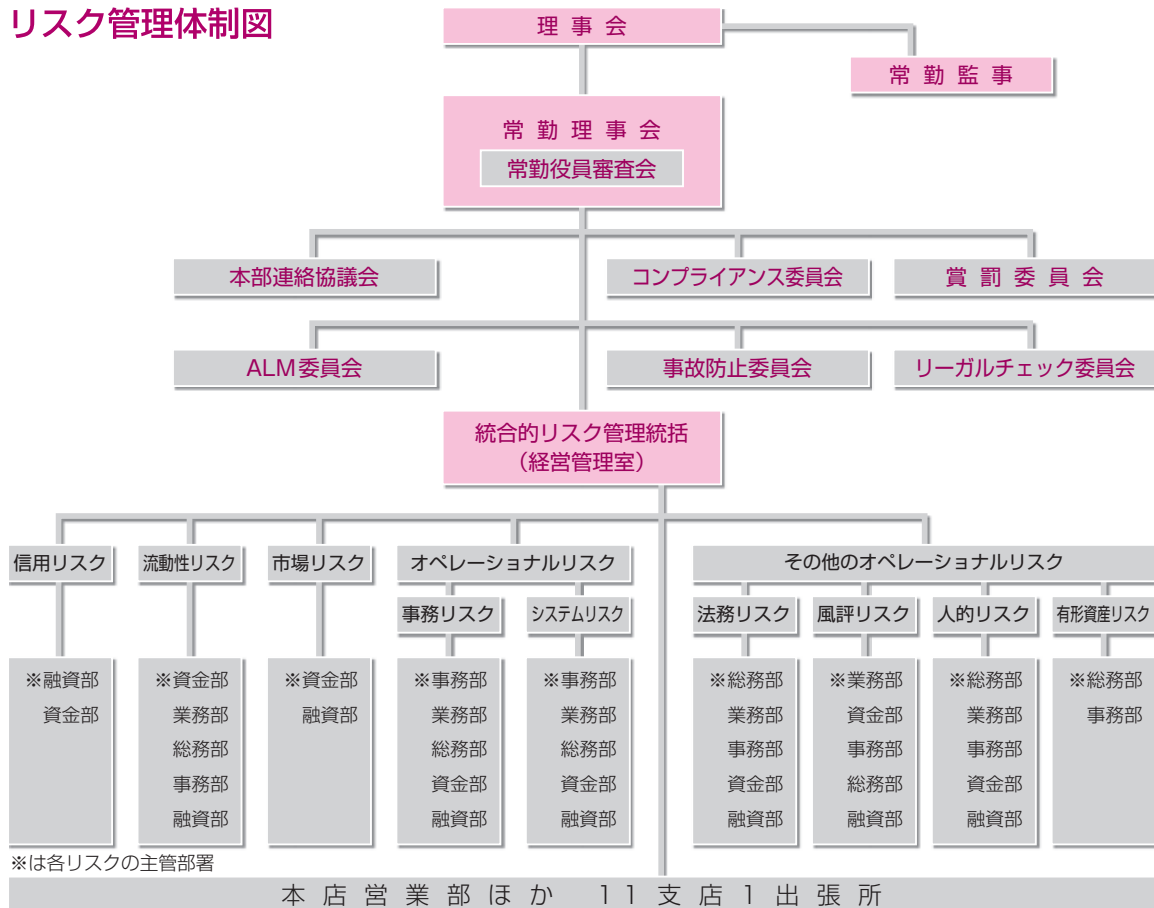 リスク管理体制図
理事会
常勤監事
常勤理事会
常勤役員審査会
本部連絡協議会
コンプライアンス委員会
賞罰委員会
ALM委員会
事故防止委員会
リーガルチェック委員会
統合的リスク管理統括
（経営管理室）
信用リスク
流動性リスク
市場リスク
オペレーショナルリスク
その他のオペレーショナルリスク
事務リスク
システムリスク
法務リスク
風評リスク
人的リスク
有形資産リスク
※融資部
資金部
※資金部
業務部
総務部
事務部
融資部
※資金部
融資部
※事務部
業務部
総務部
資金部
融資部
※事務部
業務部
総務部
資金部
融資部
※総務部
業務部
事務部
資金部
融資部
※業務部
資金部
事務部
総務部
融資部
※総務部
業務部
事務部
資金部
融資部
※総務部
事務部
※は各リスクの主管部署
本店営業部ほか 11支店1出張所